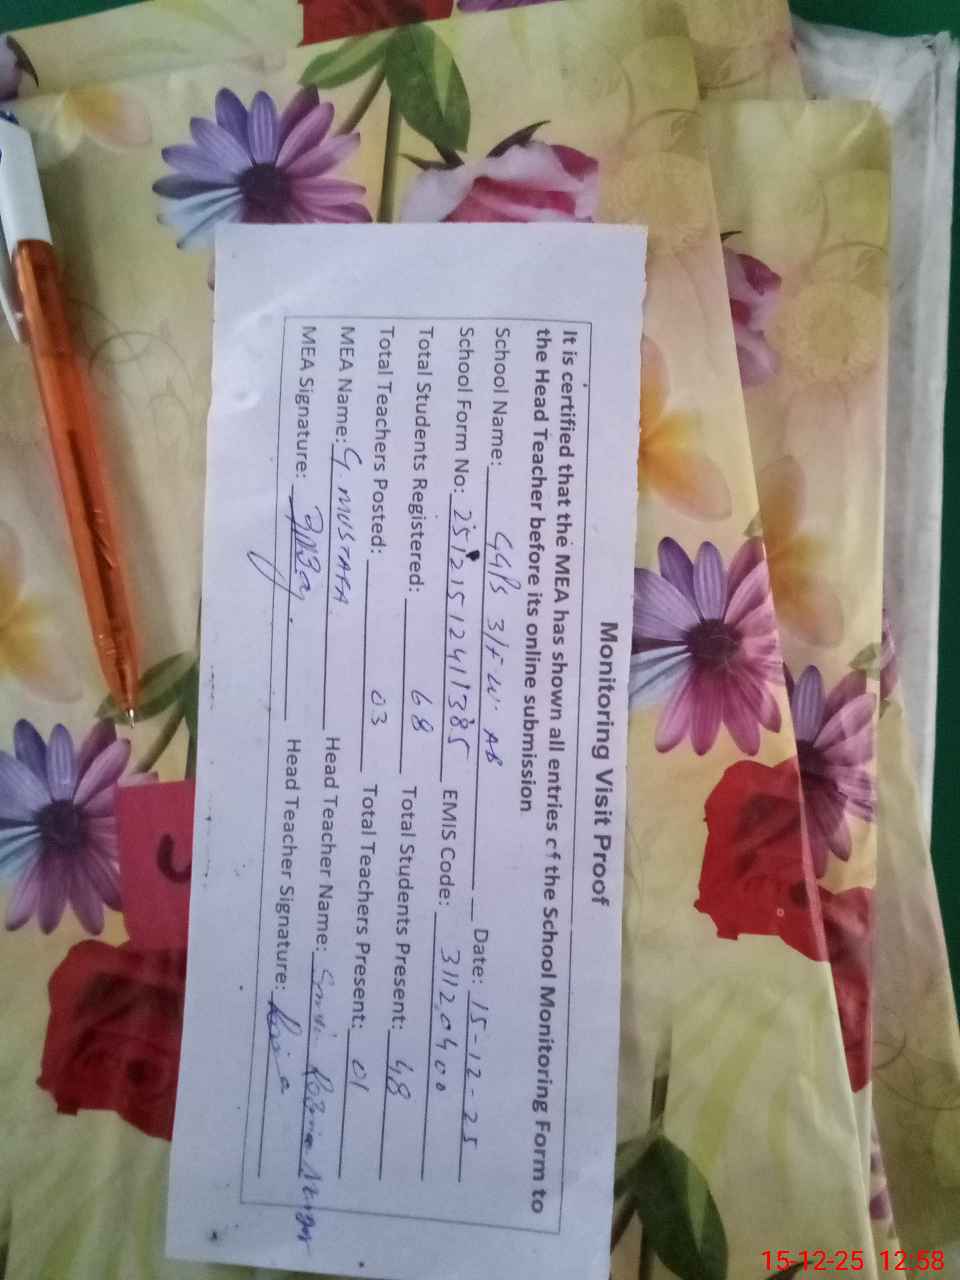 Monitoring Visit Proof
It is certified that the MEA has shown all entries of the School Monitoring Form to
the Head Teacher before its online submission
School Name: GGPS 3/F.W. AB Date: 15-12-25
School Form No: 25121512411385 EMIS Code: 31120400
Total Students Registered: 68 Total Students Present: 48
Total Teachers Posted: 03 Total Teachers Present: 01
MEA Name: G. MUSTAFA Head Teacher Name:
MEA Signature: Head Teacher Signature:
15-12-25 12:58